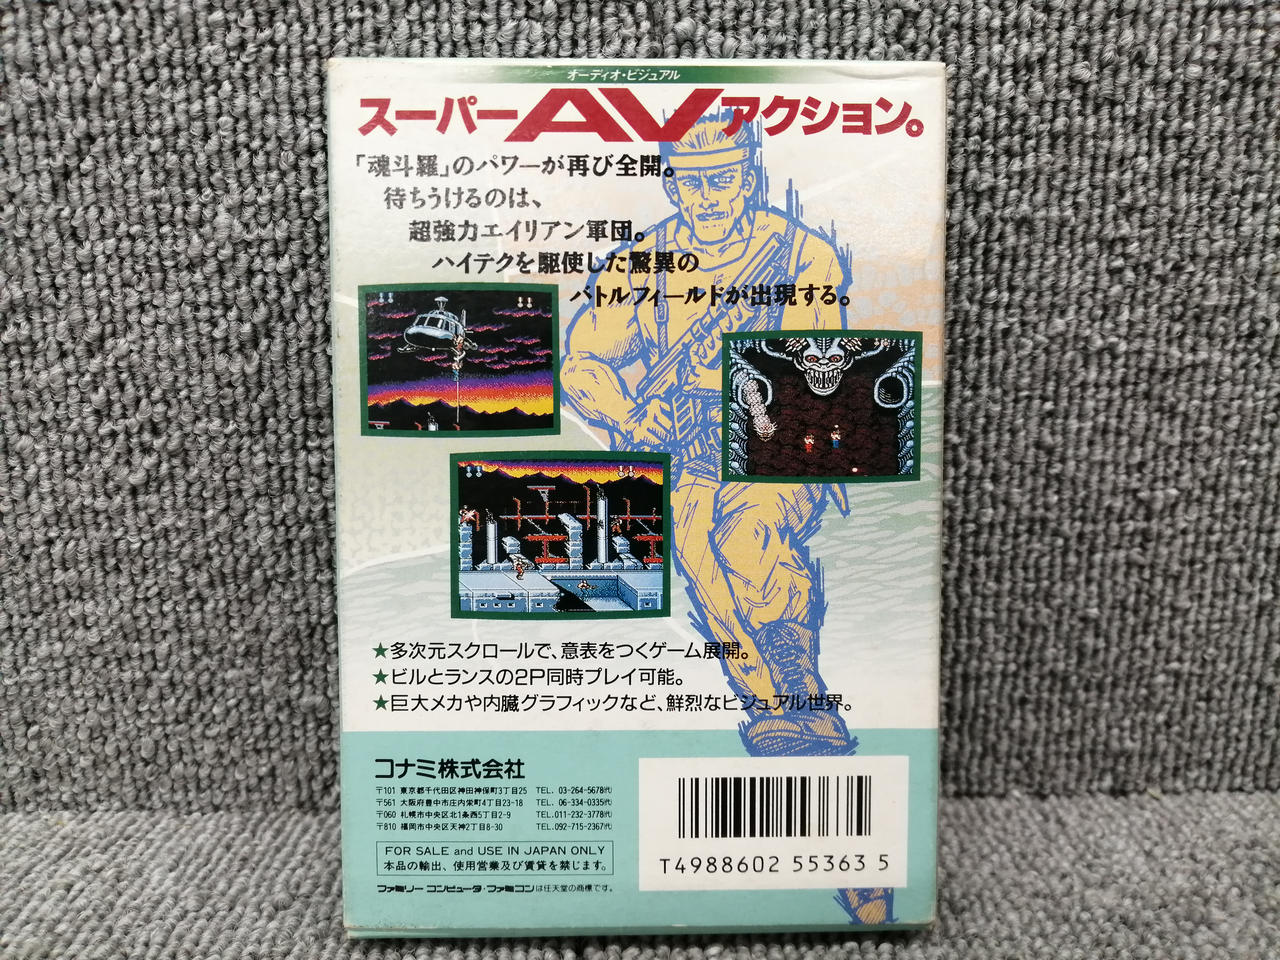 オーディオ・ビジュアル
スーパーAVアクション。
「魂斗羅」のパワーが再び全開。
待ちうけるのは、
超強力エイリアン軍団。
ハイテクを駆使した驚異の
バトルフィールドが出現する。
★多次元スクロールで、意表をつくゲーム展開。
★ビルとランスの2P同時プレイ可能。
★巨大メカや内臓グラフィックなど、鮮烈なビジュアル世界。
コナミ株式会社
〒101 東京都千代田区神田神保町3丁目25 TEL. 03-264-5678㈹
〒561 大阪府豊中市庄内栄町4丁目23-18 TEL. 06-334-0335㈹
〒060 札幌市中央区北1条西5丁目2-9 TEL.011-232-3778㈹
〒810 福岡市中央区天神2丁目8-30 TEL.092-715-2367㈹
FOR SALE and USE IN JAPAN ONLY
本品の輸出、使用営業及び賃貸を禁じます。
ファミリーコンピュータ・ファミコンは任天堂の商標です。
T4988602 55363 5